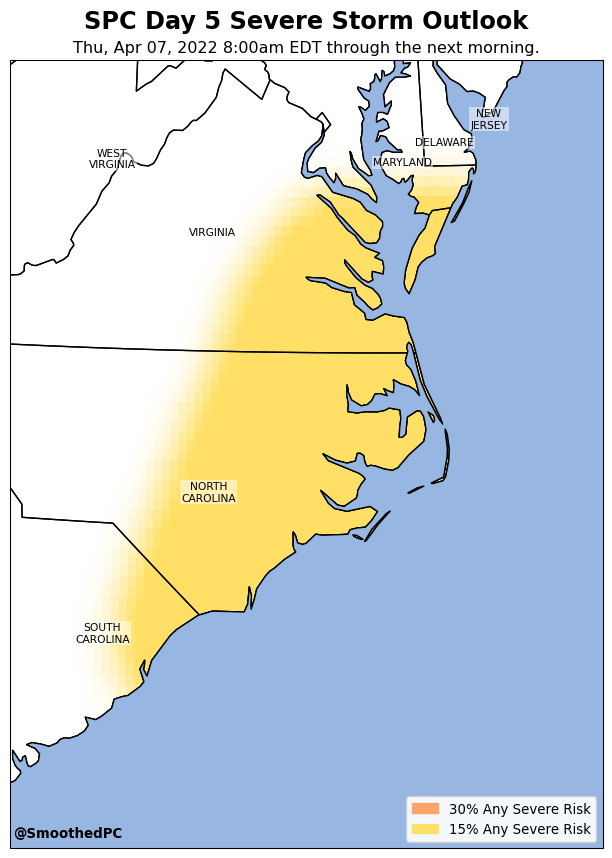 SPC Day 5 Severe Storm Outlook
Thu, Apr 07, 2022 8:00am EDT through the next morning.
NEW
JERSEY
DELAWARE
WEST
VIRGINIA
MARYLAND
VIRGINIA
NORTH
CAROLINA
SOUTH
CAROLINA
30% Any Severe Risk
15% Any Severe Risk
@SmoothedPC